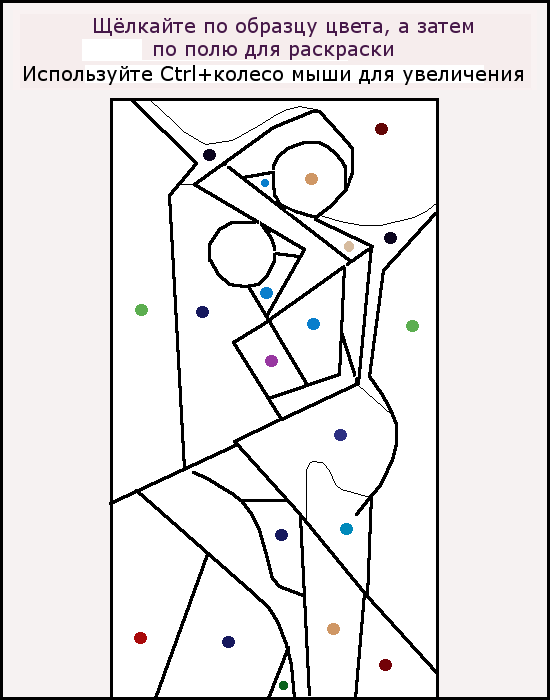 Щёлкайте по образцу цвета, а затем
по полю для раскраски
Используйте Ctrl+колесо мыши для увеличения